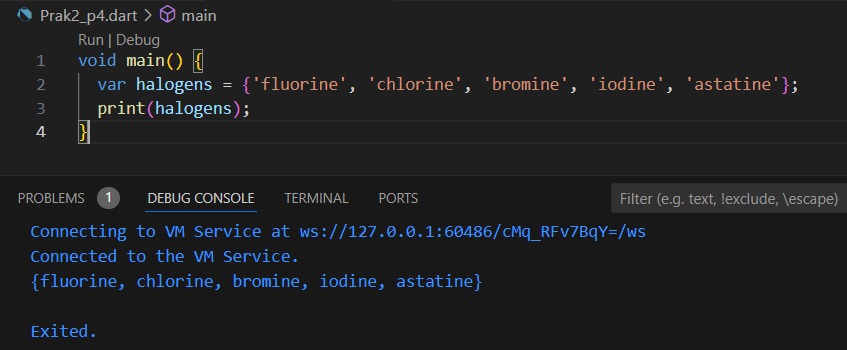 Prak2_p4.dart > main
Run | Debug
1 void main() {
2 var halogens = {'fluorine', 'chlorine', 'bromine', 'iodine', 'astatine'};
3 print(halogens);
4 }
PROBLEMS 1 DEBUG CONSOLE TERMINAL PORTS Filter (e.g. text, !exclude, \escape)
Connecting to VM Service at ws://127.0.0.1:60486/cMq_RFv7BqY=/ws
Connected to the VM Service.
{fluorine, chlorine, bromine, iodine, astatine}
Exited.